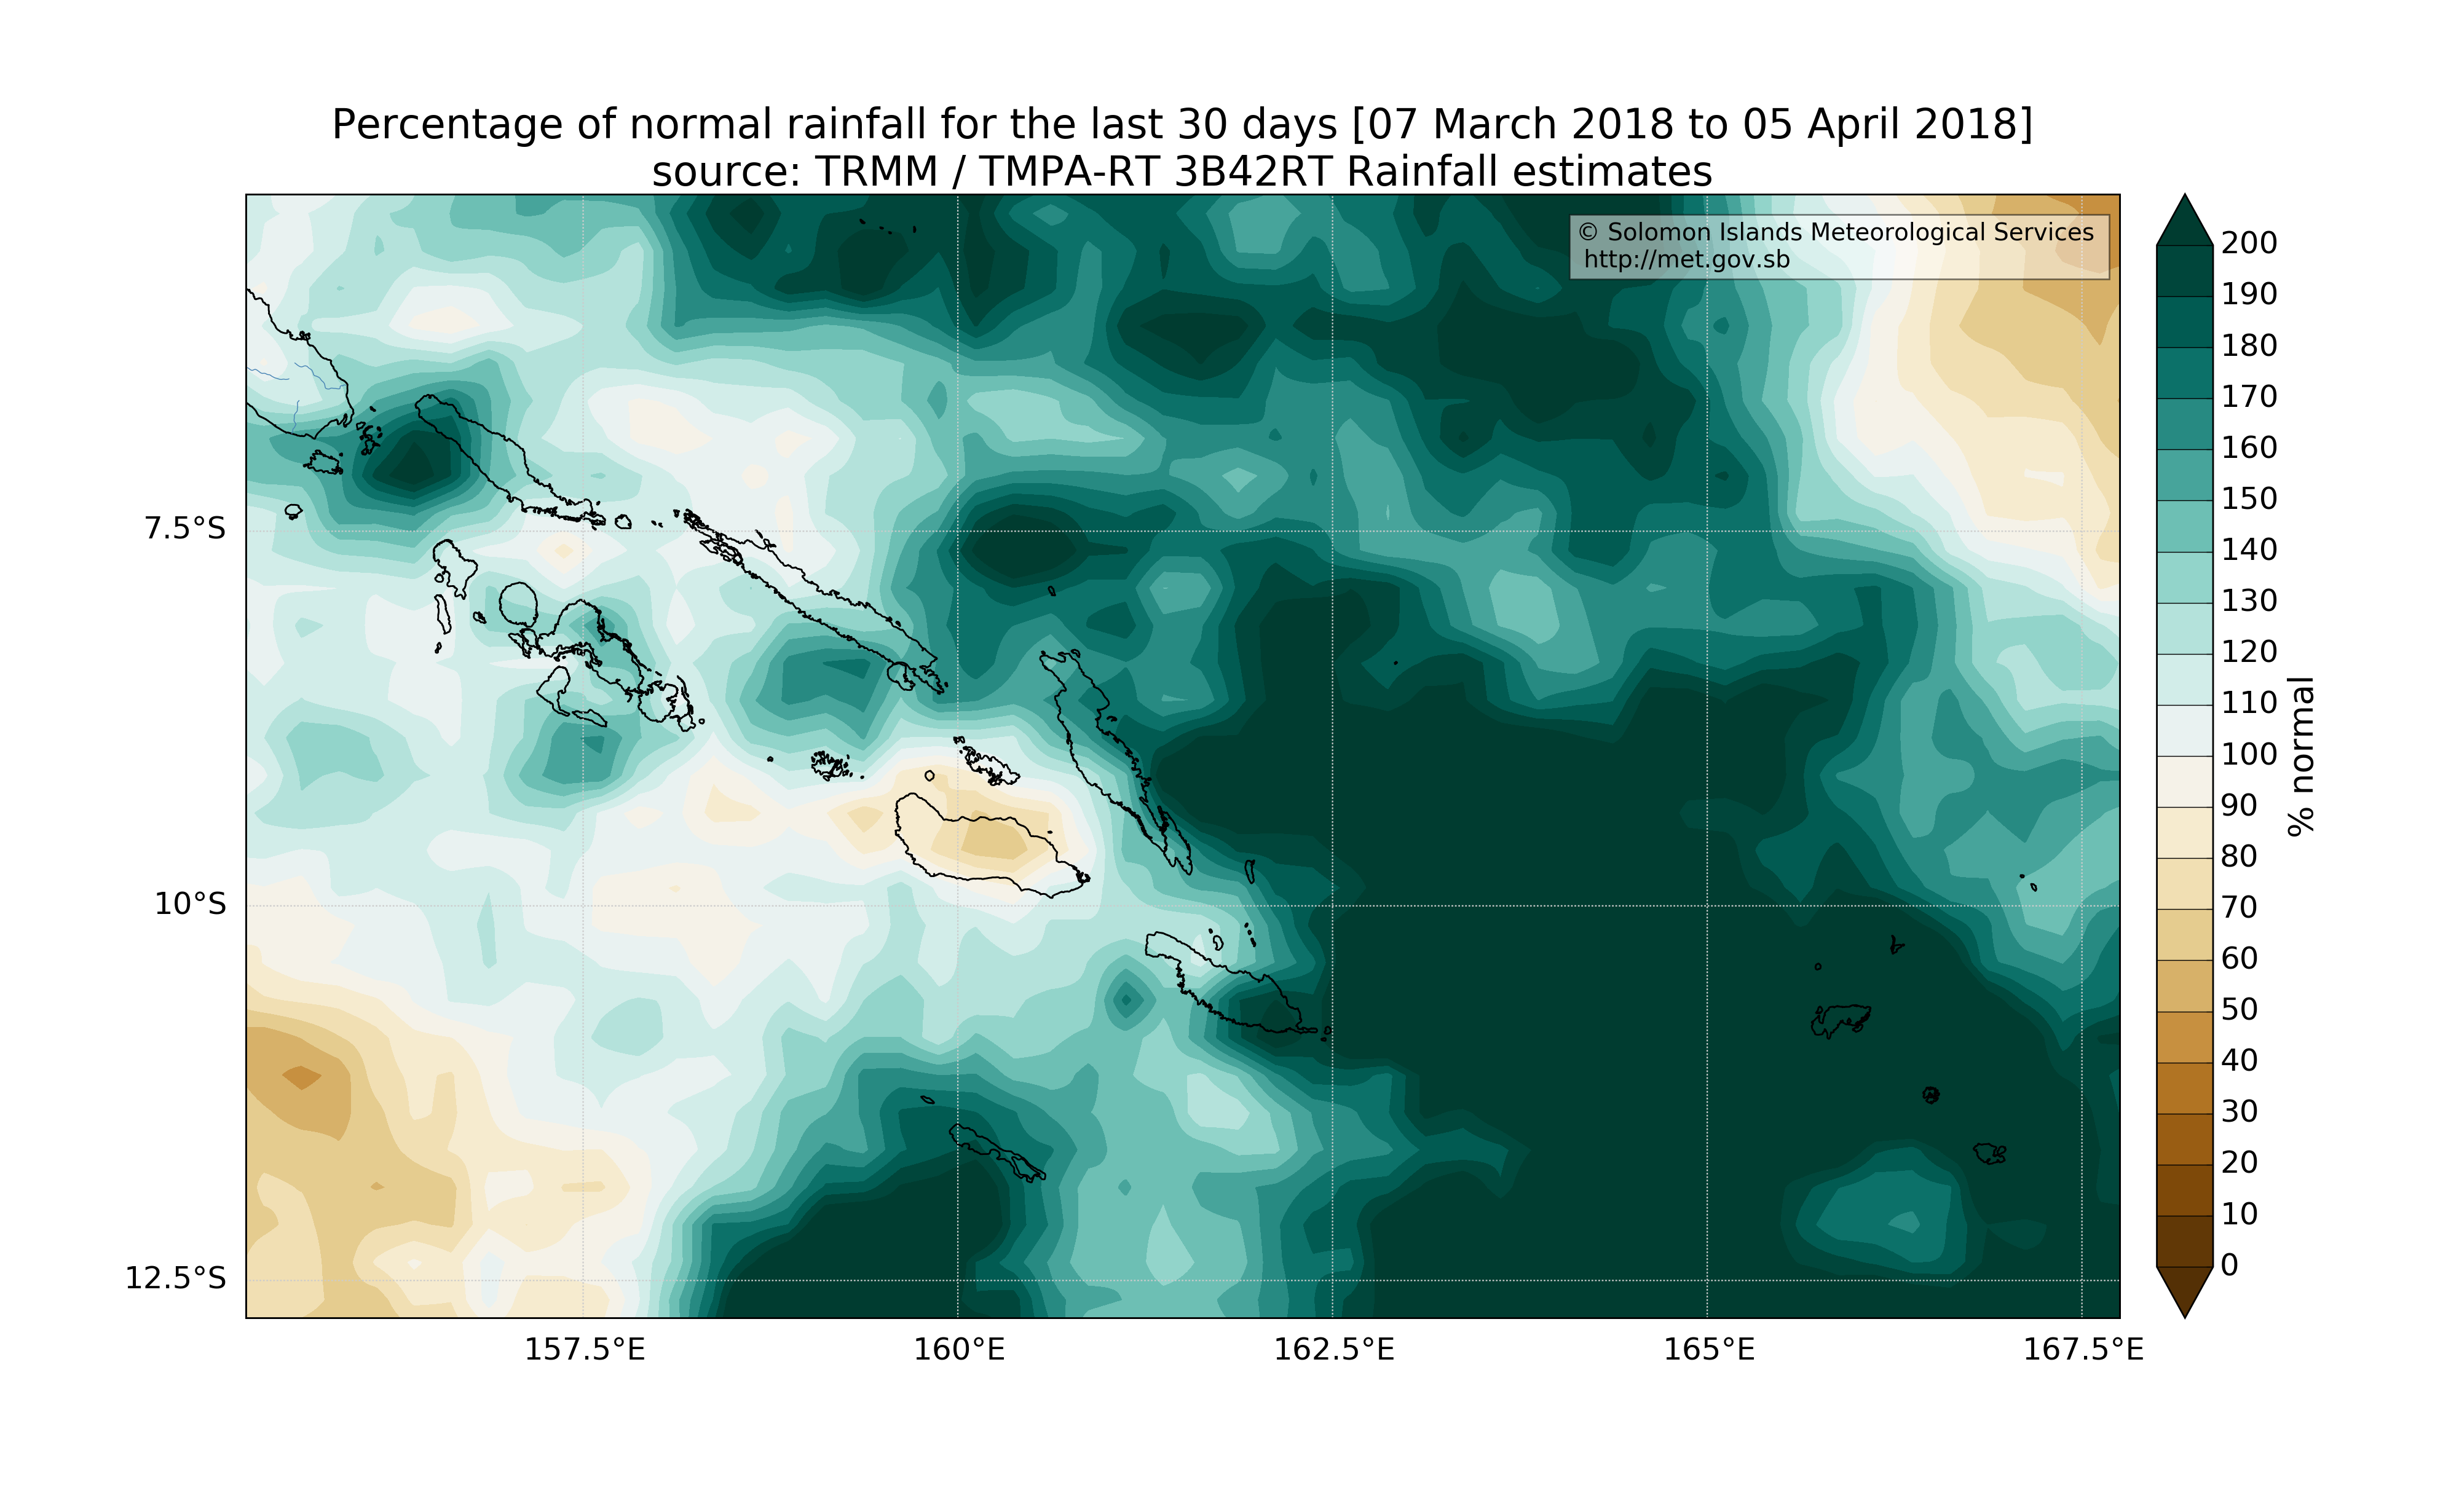 Percentage of normal rainfall for the last 30 days [07 March 2018 to 05 April 2018]
source: TRMM / TMPA-RT 3B42RT Rainfall estimates
© Solomon Islands Meteorological Services
http://met.gov.sb
7.5°S
10°S
12.5°S
157.5°E
160°E
162.5°E
165°E
167.5°E
200
190
180
170
160
150
140
130
120
110
100
90
80
70
60
50
40
30
20
10
0
% normal